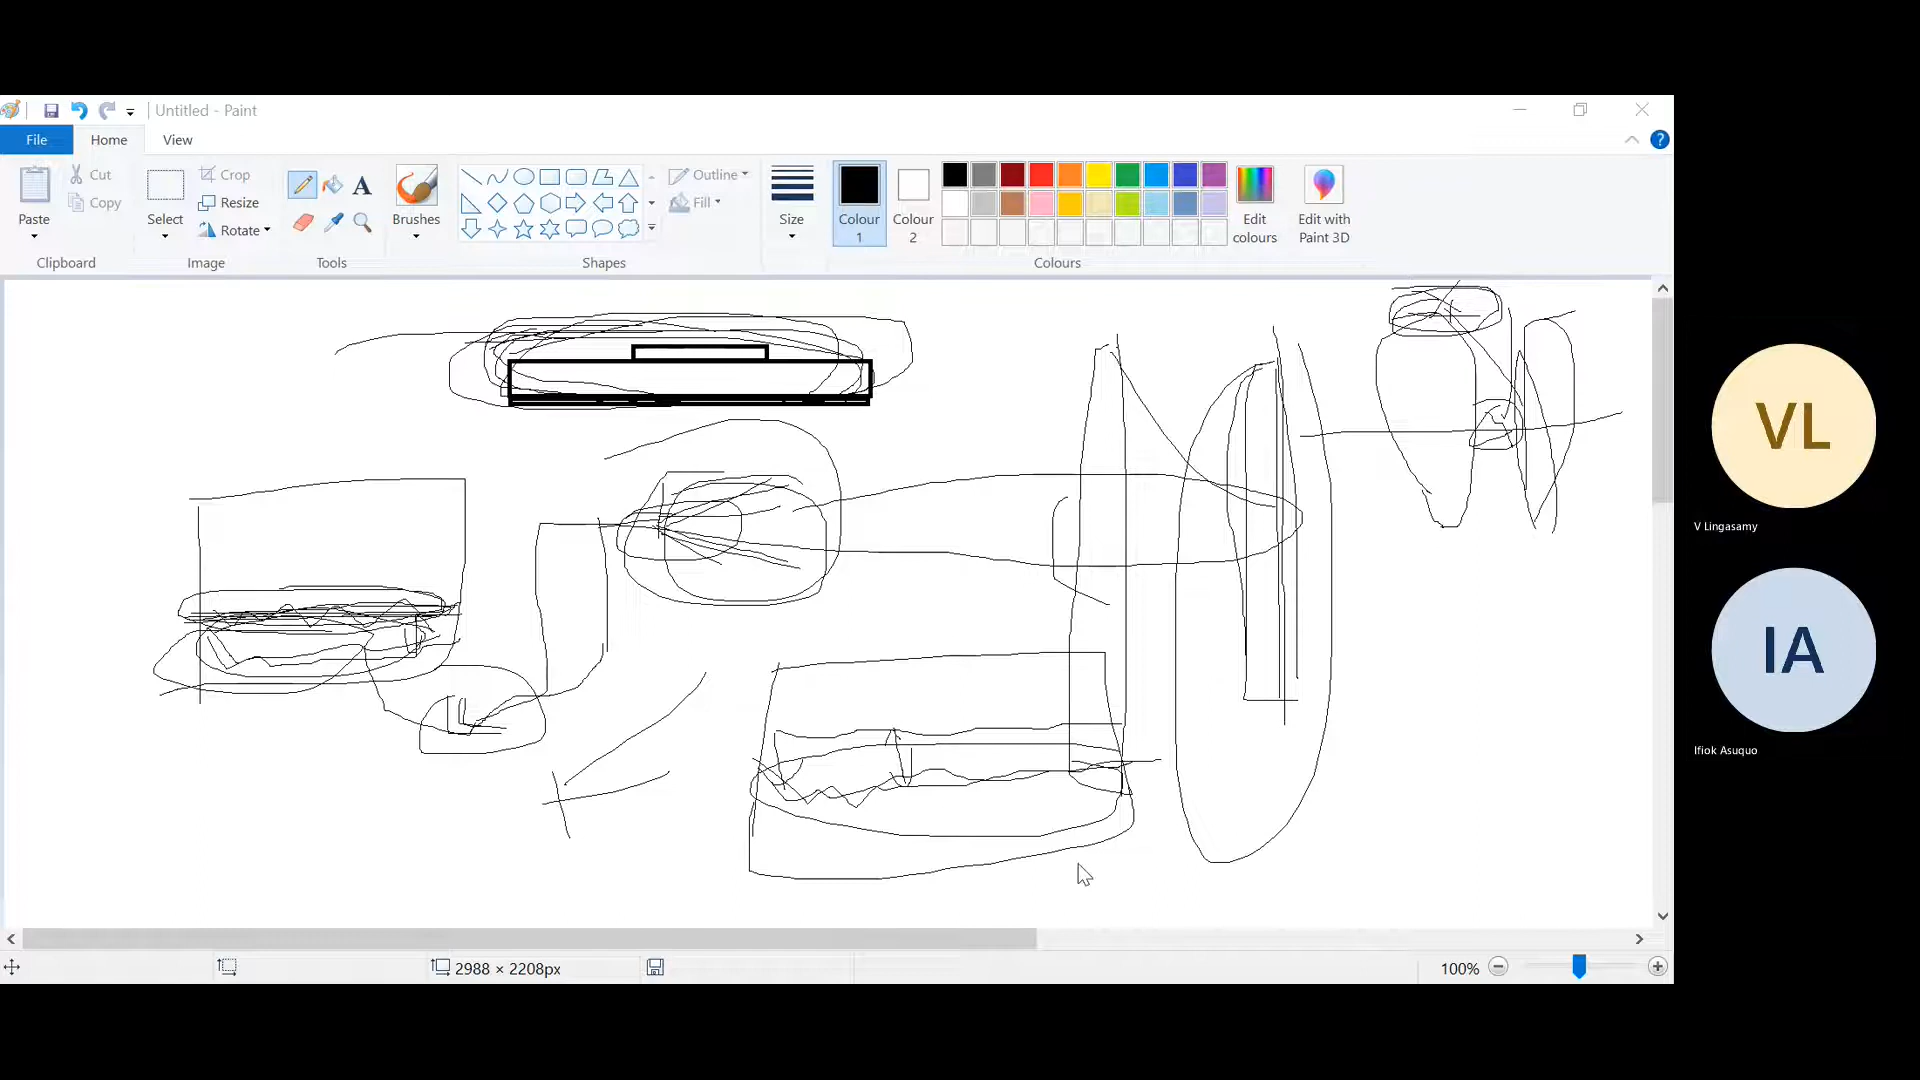 Untitled - Paint
File Home View
Paste
Cut
Copy
Clipboard
Select
Crop
Resize
Rotate
Image
A
Tools
Brushes
Shapes
Outline
Fill
Size
Colour 1
Colour 2
Edit colours
Edit with Paint 3D
Colours
?
VL
V Lingasamy
IA
Ifiok Asuquo
2988 × 2208px
100%